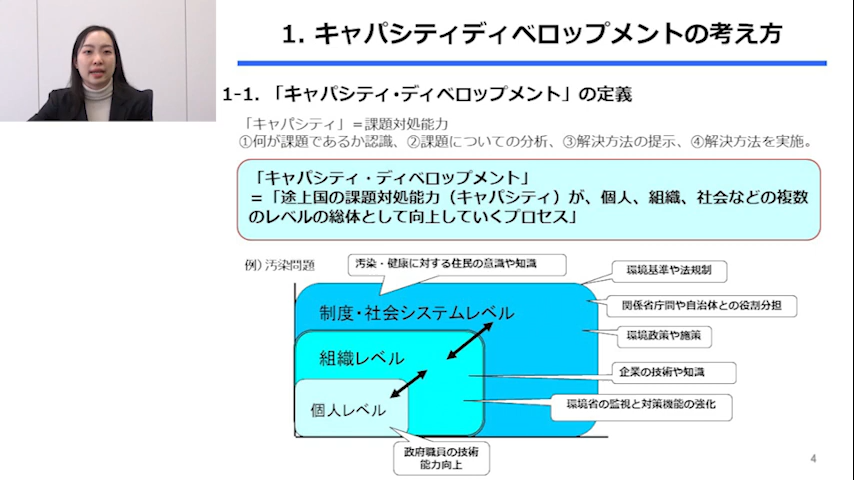 1. キャパシティディベロップメントの考え方
1-1. 「キャパシティ・ディベロップメント」の定義
「キャパシティ」＝課題対処能力
①何が課題であるか認識、②課題についての分析、③解決方法の提示、④解決方法を実施。
「キャパシティ・ディベロップメント」
＝「途上国の課題対処能力（キャパシティ）が、個人、組織、社会などの複数
のレベルの総体として向上していくプロセス」
例）汚染問題
汚染・健康に対する住民の意識や知識
環境基準や法規制
制度・社会システムレベル
関係省庁間や自治体との役割分担
環境政策や施策
組織レベル
企業の技術や知識
個人レベル
環境省の監視と対策機能の強化
政府職員の技術
能力向上
4